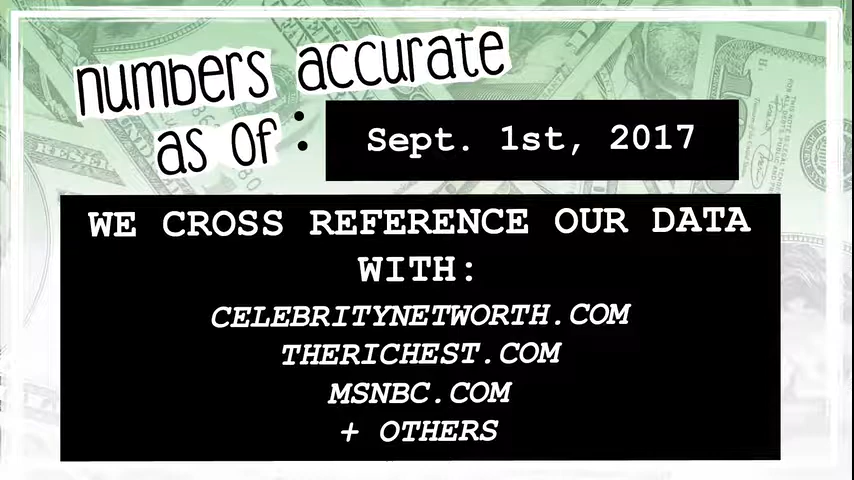 numbers accurate
as of: Sept. 1st, 2017
WE CROSS REFERENCE OUR DATA
WITH:
CELEBRITYNETWORTH.COM
THERICHEST.COM
MSNBC.COM
+ OTHERS